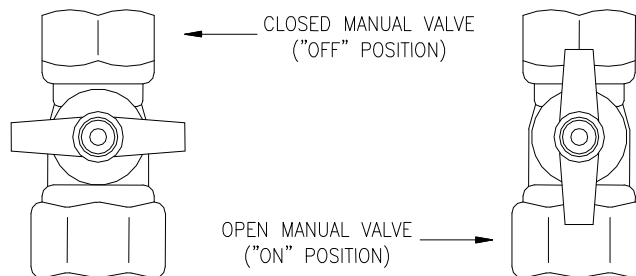 CLOSED MANUAL VALVE
("OFF" POSITION)
OPEN MANUAL VALVE
("ON" POSITION)